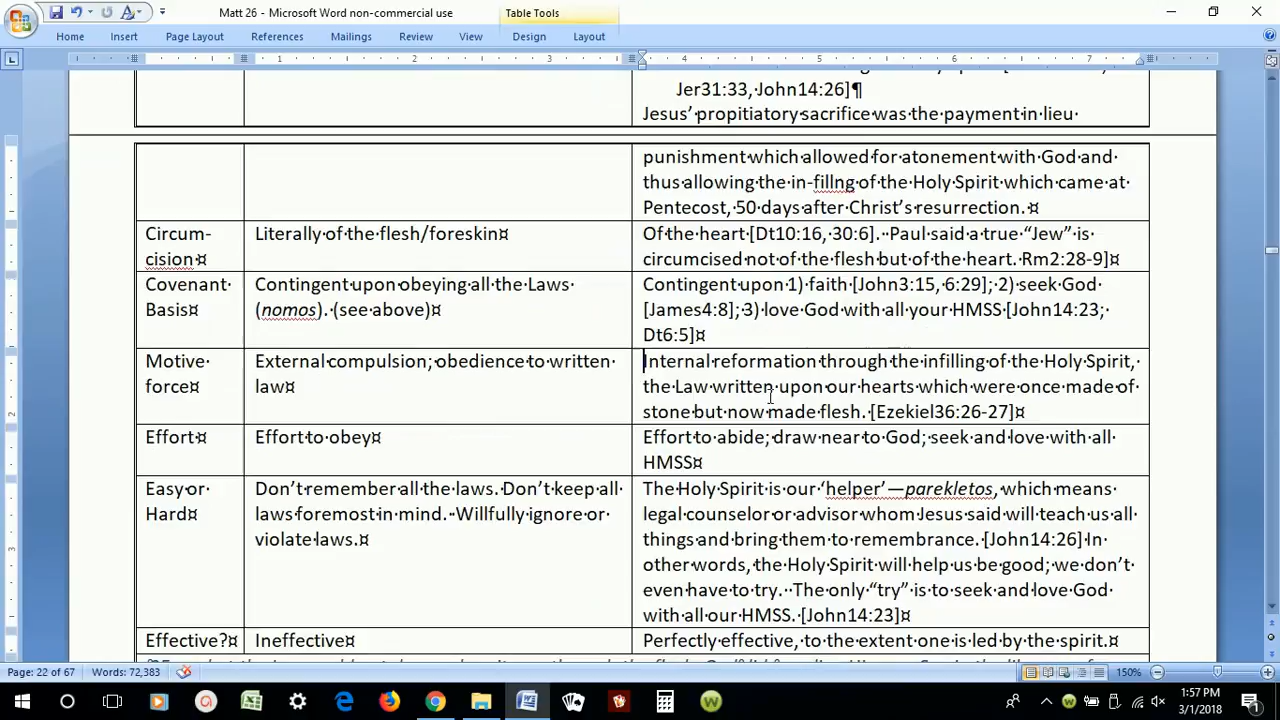 Matt 26 - Microsoft Word non-commercial use
Table Tools
Home Insert Page Layout References Mailings Review View Design Layout
1 2 3 4 5 6 7
Jer31:33, John14:26]¶
Jesus' propitiatory sacrifice was the payment in lieu
punishment which allowed for atonement with God and
thus allowing the in-fillng of the Holy Spirit which came at
Pentecost, 50 days after Christ's resurrection. ¤
Circum-
cision ¤
Literally of the flesh/foreskin¤
Of the heart [Dt10:16, 30:6]. Paul said a true "Jew" is
circumcised not of the flesh but of the heart. Rm2:28-9]¤
Covenant
Basis¤
Contingent upon obeying all the Laws
(nomos). (see above)¤
Contingent upon 1) faith [John3:15, 6:29]; 2) seek God
[James4:8]; 3) love God with all your HMSS [John14:23;
Dt6:5]¤
Motive
force¤
External compulsion; obedience to written
law¤
Internal reformation through the infilling of the Holy Spirit,
the Law written upon our hearts which were once made of
stone but now made flesh. [Ezekiel36:26-27]¤
Effort ¤
Effort to obey¤
Effort to abide; draw near to God; seek and love with all
HMSS¤
Easy or
Hard¤
Don't remember all the laws. Don't keep all
laws foremost in mind. Willfully ignore or
violate laws.¤
The Holy Spirit is our 'helper'—parekletos, which means
legal counselor or advisor whom Jesus said will teach us all
things and bring them to remembrance. [John14:26] In
other words, the Holy Spirit will help us be good; we don't
even have to try. The only "try" is to seek and love God
with all our HMSS. [John14:23]¤
Effective?¤
Ineffective¤
Perfectly effective, to the extent one is led by the spirit.¤
Page: 22 of 67 Words: 72,383 150%
1:57 PM
3/1/2018